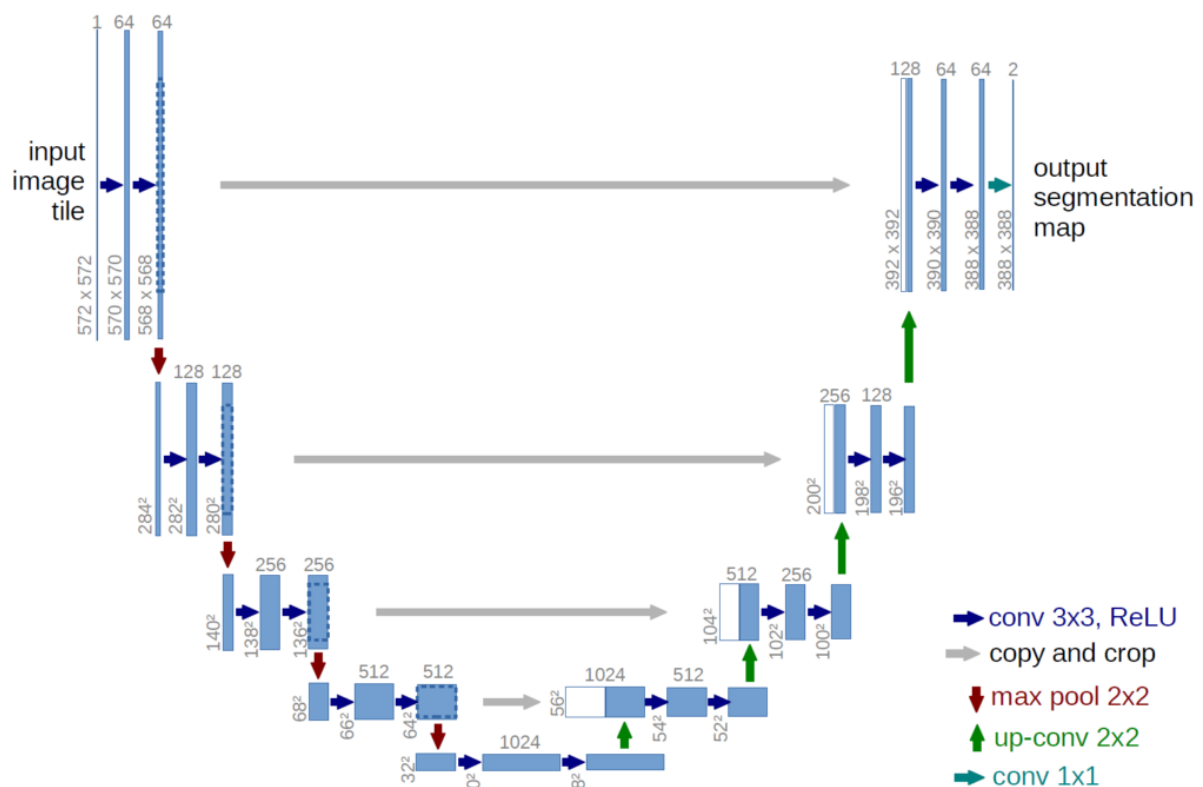 1 64 64
input
image
tile
572 x 572
570 x 570
568 x 568
128 64 64 2
output
segmentation
map
392 x 392
390 x 390
388 x 388
388 x 388
128 128
284²
282²
280²
256 128
200²
198²
196²
256 256
140²
138²
136²
512 256
104²
102²
100²
512 512
68²
66²
64²
1024 512
56²
54²
52²
1024
32²
conv 3x3, ReLU
copy and crop
max pool 2x2
up-conv 2x2
conv 1x1